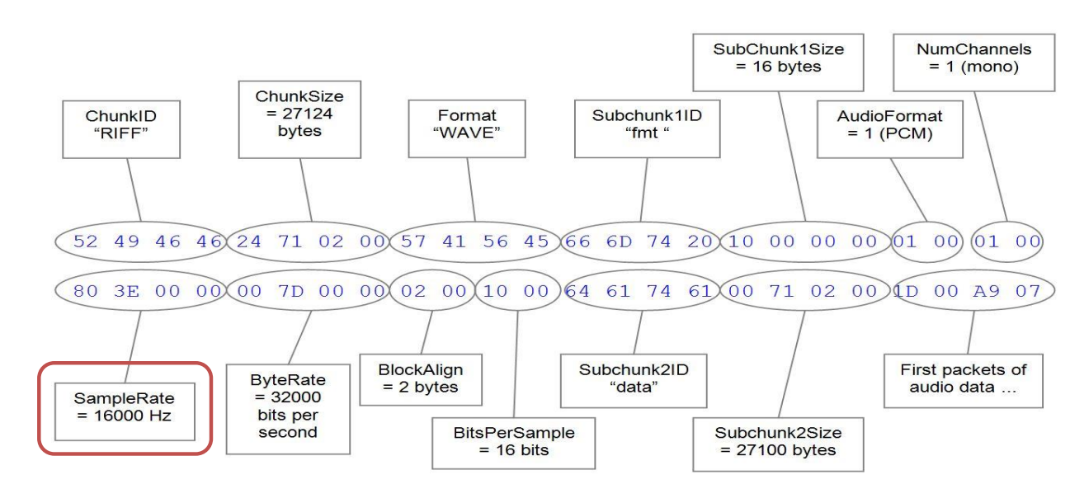 SubChunk1Size
= 16 bytes
NumChannels
= 1 (mono)
ChunkID
“RIFF”
ChunkSize
= 27124
bytes
Format
“WAVE”
Subchunk1ID
“fmt “
AudioFormat
= 1 (PCM)
52 49 46 46 24 71 02 00 57 41 56 45 66 6D 74 20 10 00 00 00 01 00 01 00
80 3E 00 00 00 7D 00 00 02 00 10 00 64 61 74 61 00 71 02 00 1D 00 A9 07
SampleRate
= 16000 Hz
ByteRate
= 32000
bits per
second
BlockAlign
= 2 bytes
BitsPerSample
= 16 bits
Subchunk2ID
“data”
Subchunk2Size
= 27100 bytes
First packets of
audio data ...